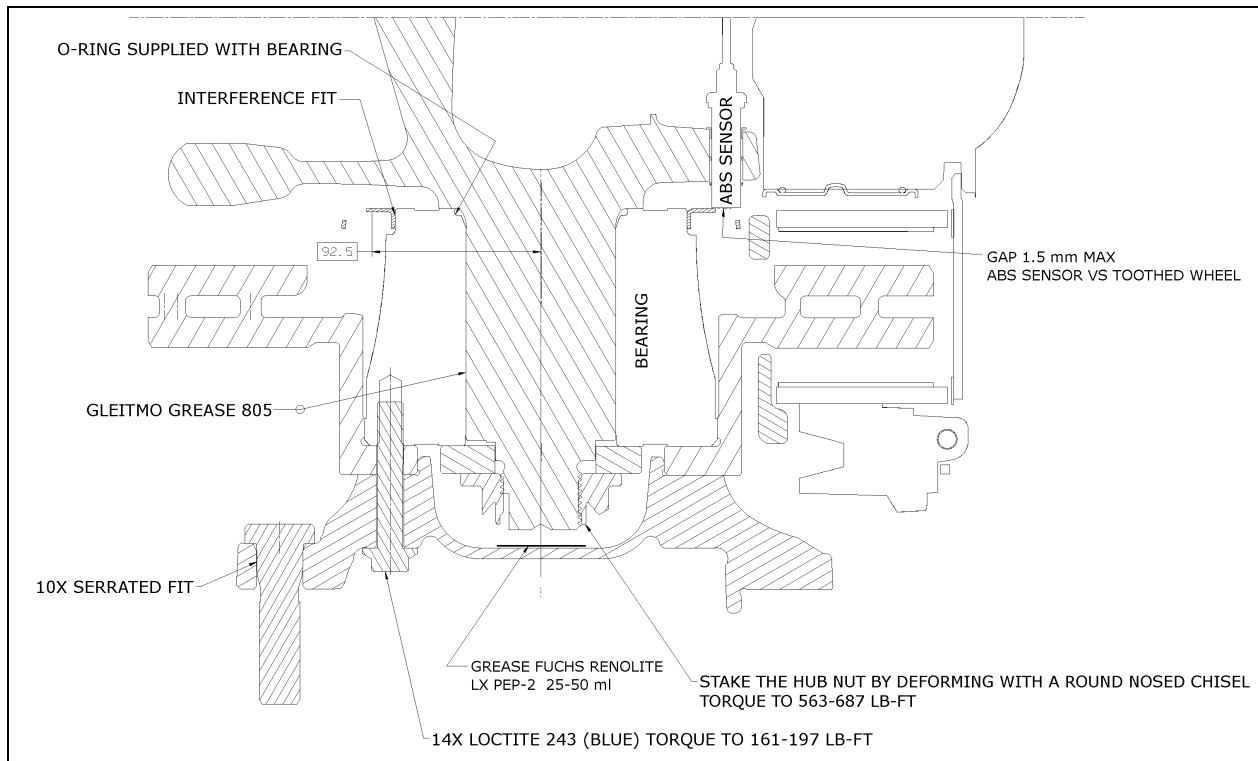 O-RING SUPPLIED WITH BEARING
INTERFERENCE FIT
ABS SENSOR
92.5
GAP 1.5 mm MAX
ABS SENSOR VS TOOTHED WHEEL
BEARING
GLEITMO GREASE 805
10X SERRATED FIT
GREASE FUCHS RENOLITE
LX PEP-2 25-50 ml
STAKE THE HUB NUT BY DEFORMING WITH A ROUND NOSED CHISEL
TORQUE TO 563-687 LB-FT
14X LOCTITE 243 (BLUE) TORQUE TO 161-197 LB-FT